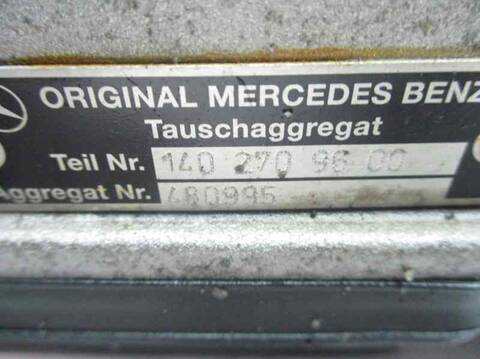 ORIGINAL MERCEDES BENZ
Tauschaggregat
Teil Nr. 140 270 96 00
Aggregat Nr. 480995